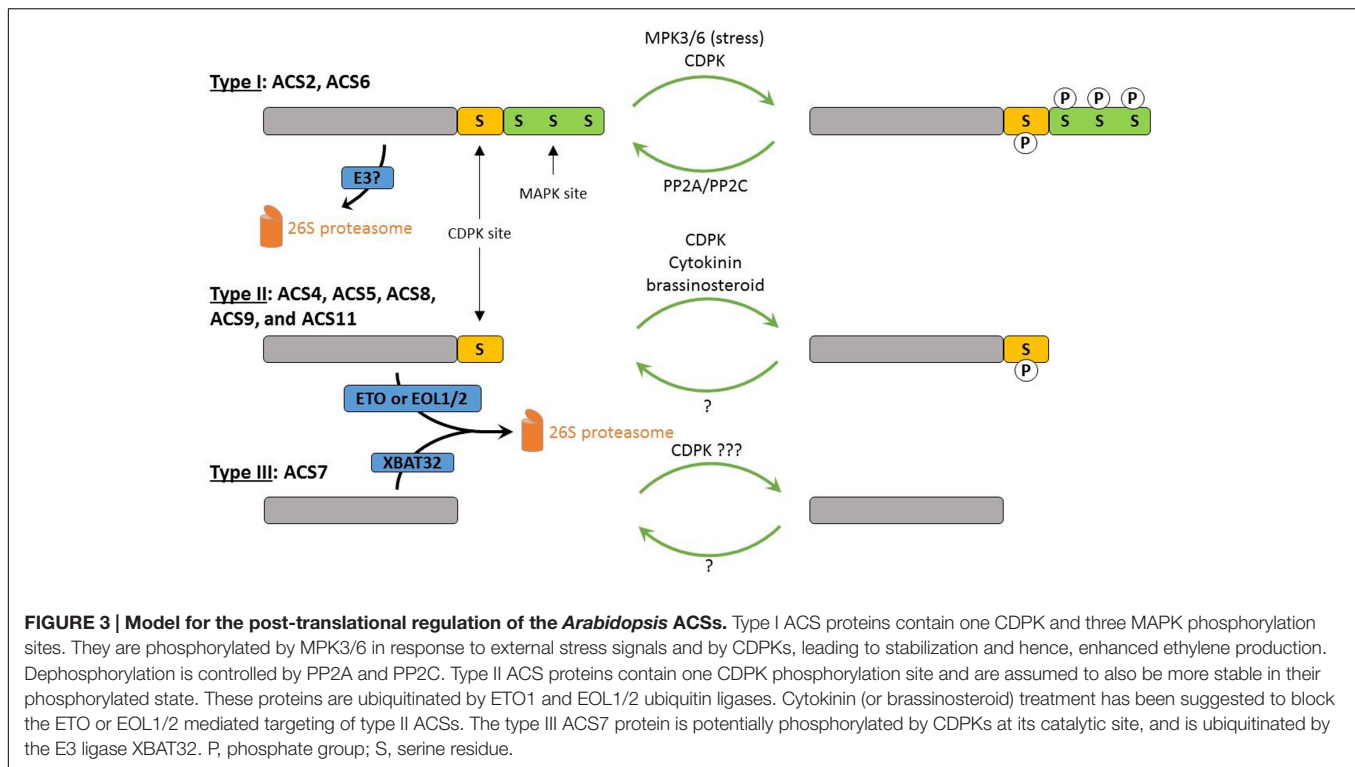 MPK3/6 (stress)
CDPK
Type I: ACS2, ACS6
P P P
S S S S
S S S S
P
E3?
MAPK site
PP2A/PP2C
26S proteasome
CDPK site
CDPK
Cytokinin
brassinosteroid
Type II: ACS4, ACS5, ACS8,
ACS9, and ACS11
S
S
P
ETO or EOL1/2
?
26S proteasome
CDPK ???
XBAT32
Type III: ACS7
?
FIGURE 3 | Model for the post-translational regulation of the Arabidopsis ACSs. Type I ACS proteins contain one CDPK and three MAPK phosphorylation
sites. They are phosphorylated by MPK3/6 in response to external stress signals and by CDPKs, leading to stabilization and hence, enhanced ethylene production.
Dephosphorylation is controlled by PP2A and PP2C. Type II ACS proteins contain one CDPK phosphorylation site and are assumed to also be more stable in their
phosphorylated state. These proteins are ubiquitinated by ETO1 and EOL1/2 ubiquitin ligases. Cytokinin (or brassinosteroid) treatment has been suggested to block
the ETO or EOL1/2 mediated targeting of type II ACSs. The type III ACS7 protein is potentially phosphorylated by CDPKs at its catalytic site, and is ubiquitinated by
the E3 ligase XBAT32. P, phosphate group; S, serine residue.